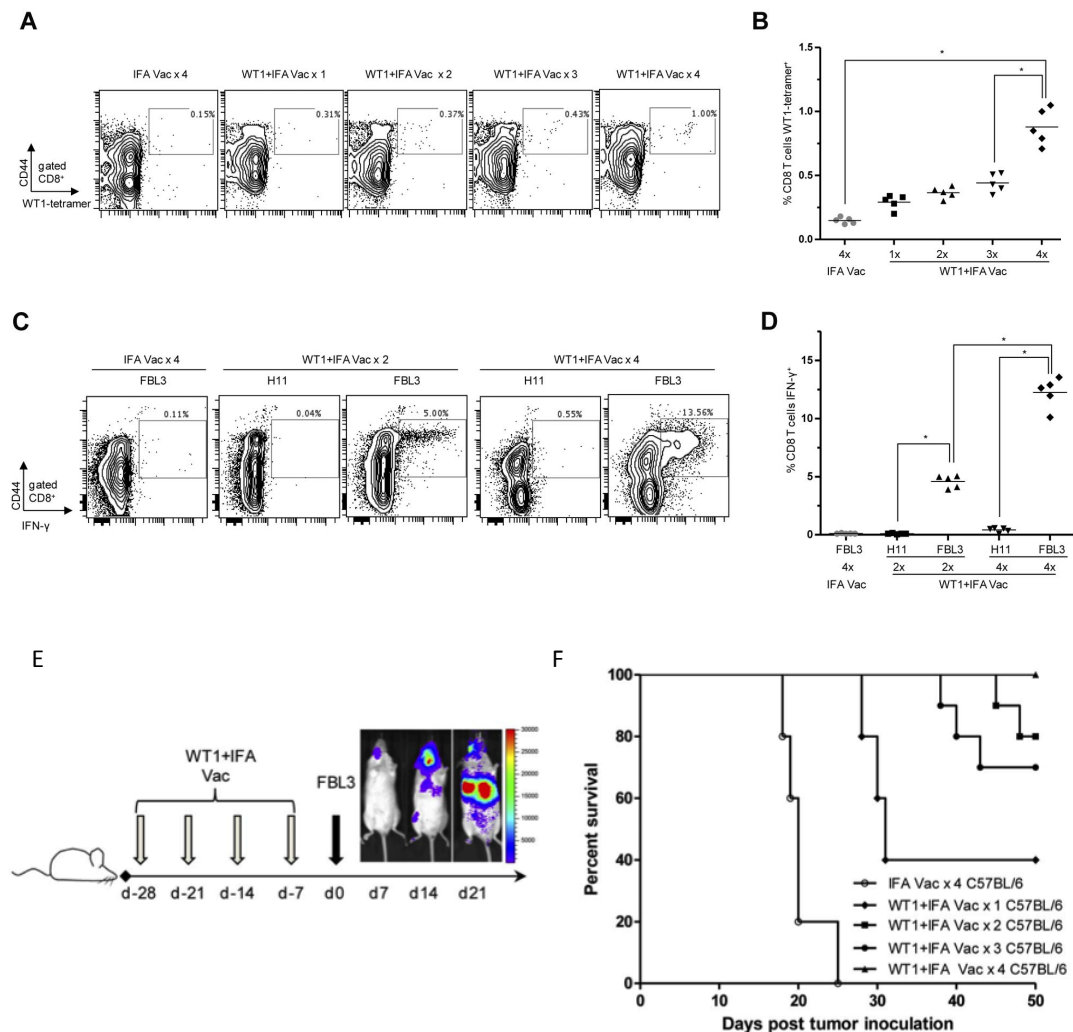 A
IFA Vac x 4
WT1+IFA Vac x 1
WT1+IFA Vac x 2
WT1+IFA Vac x 3
WT1+IFA Vac x 4
0.15%
0.31%
0.37%
0.43%
1.00%
CD44
gated
CD8+
WT1-tetramer
B
% CD8 T cells WT1-tetramer+
1.5
1.0
0.5
0.0
*
*
4x
1x
2x
3x
4x
IFA Vac
WT1+IFA Vac
C
IFA Vac x 4
WT1+IFA Vac x 2
WT1+IFA Vac x 4
FBL3
H11
FBL3
H11
FBL3
0.11%
0.04%
5.00%
0.55%
13.56%
CD44
gated
CD8+
IFN-γ
D
% CD8 T cells IFN-γ+
15
10
5
0
*
*
*
FBL3
H11
FBL3
H11
FBL3
4x
2x
2x
4x
4x
IFA Vac
WT1+IFA Vac
E
WT1+IFA
Vac
FBL3
30000
25000
20000
15000
10000
5000
d-28
d-21
d-14
d-7
d0
d7
d14
d21
F
Percent survival
100
80
60
40
20
0
IFA Vac x 4 C57BL/6
WT1+IFA Vac x 1 C57BL/6
WT1+IFA Vac x 2 C57BL/6
WT1+IFA Vac x 3 C57BL/6
WT1+IFA Vac x 4 C57BL/6
0
10
20
30
40
50
Days post tumor inoculation